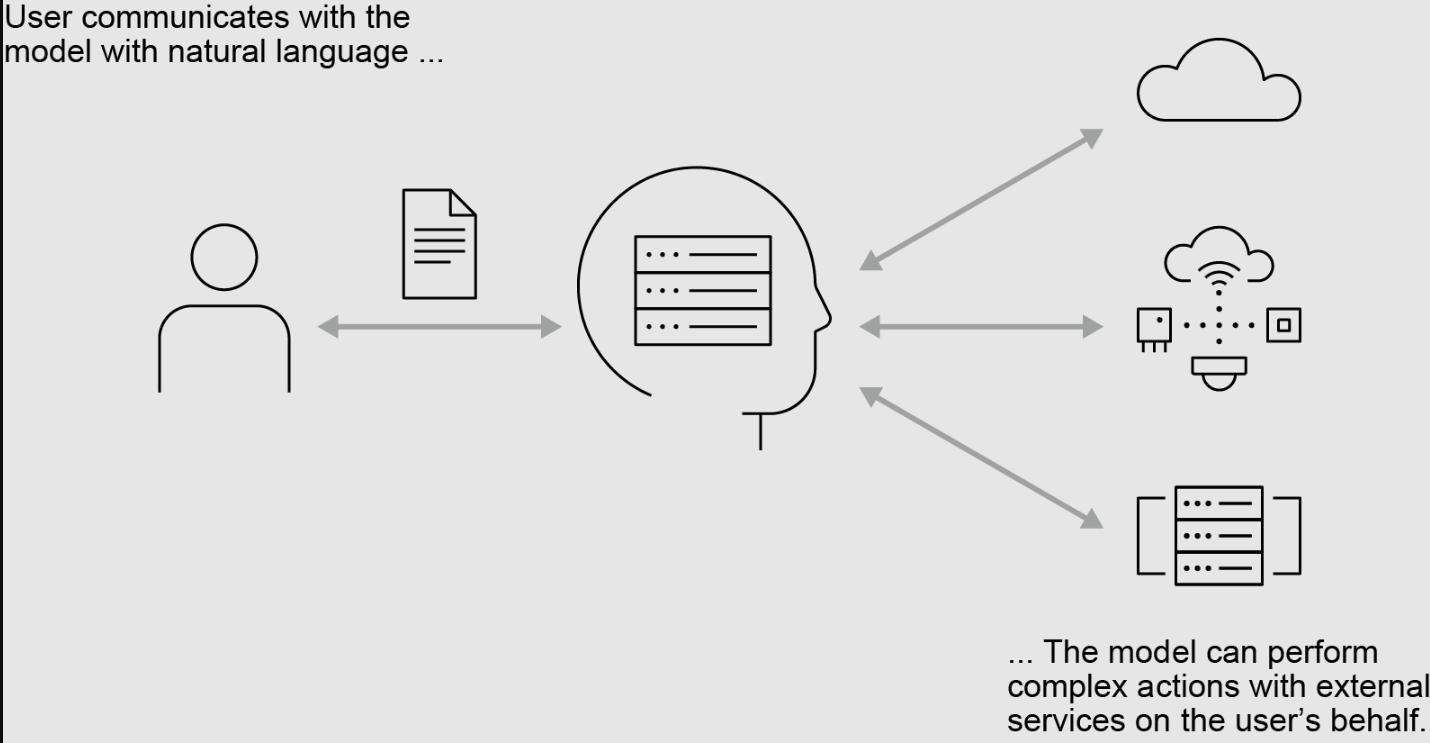 User communicates with the
model with natural language ...
... The model can perform
complex actions with external
services on the user’s behalf.